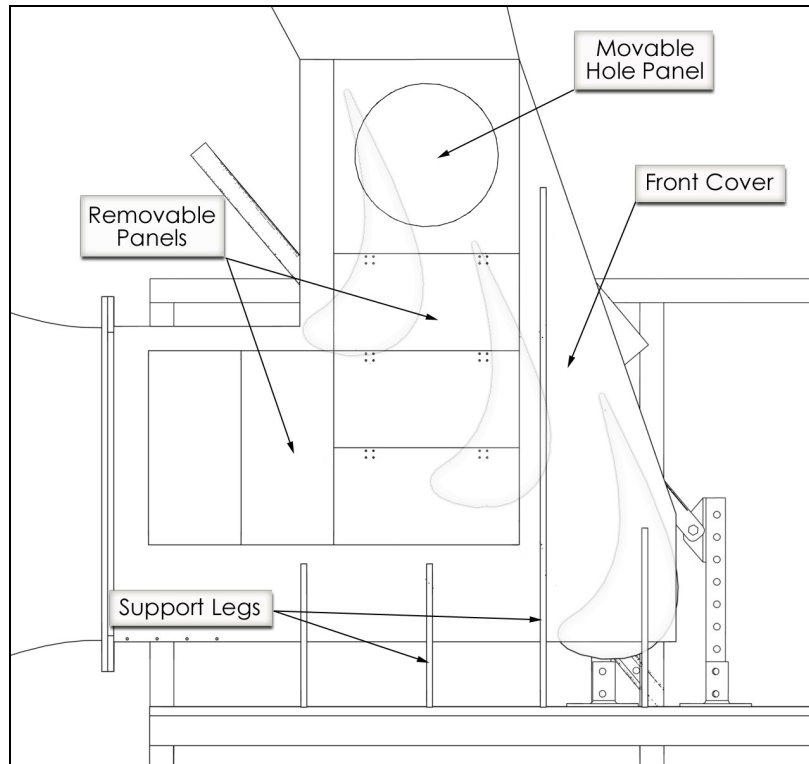 Movable
Hole Panel
Front Cover
Removable
Panels
Support Legs